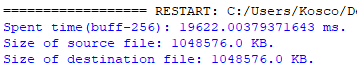 =================== RESTART: C:/Users/Kosco/De
Spent time(buff-256): 19622.00379371643 ms.
Size of source file: 1048576.0 KB.
Size of destination file: 1048576.0 KB.